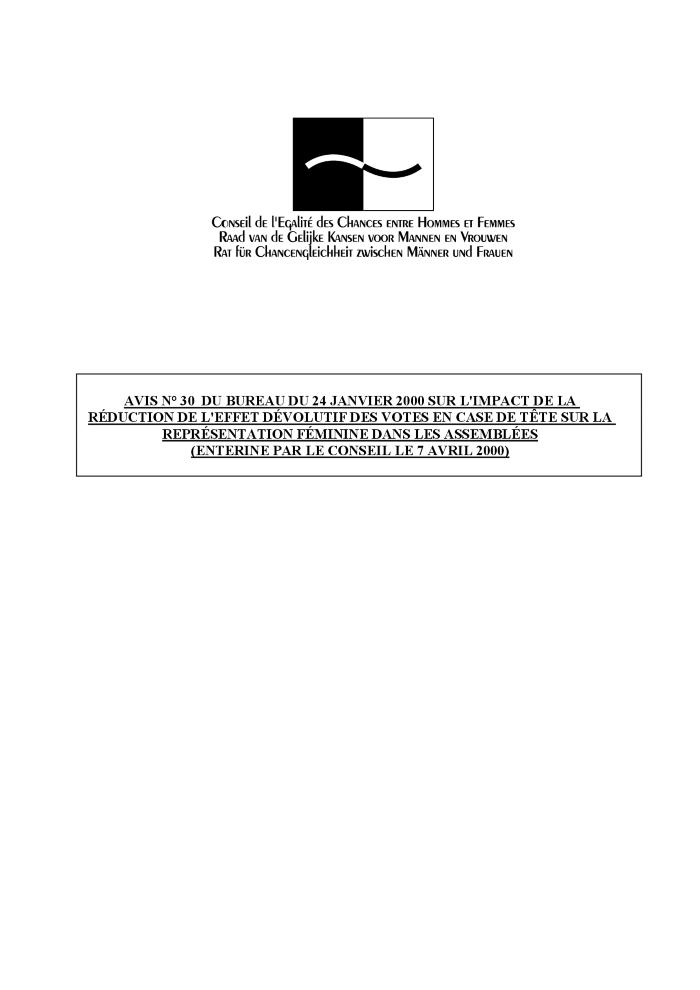 Conseil de l'Egalité des Chances entre Hommes et Femmes
Raad van de Gelijke Kansen voor Mannen en Vrouwen
Rat für Chancengleichheit zwischen Männer und Frauen
AVIS N° 30 DU BUREAU DU 24 JANVIER 2000 SUR L'IMPACT DE LA
RÉDUCTION DE L'EFFET DÉVOLUTIF DES VOTES EN CASE DE TÊTE SUR LA
REPRÉSENTATION FÉMININE DANS LES ASSEMBLÉES
(ENTERINE PAR LE CONSEIL LE 7 AVRIL 2000)